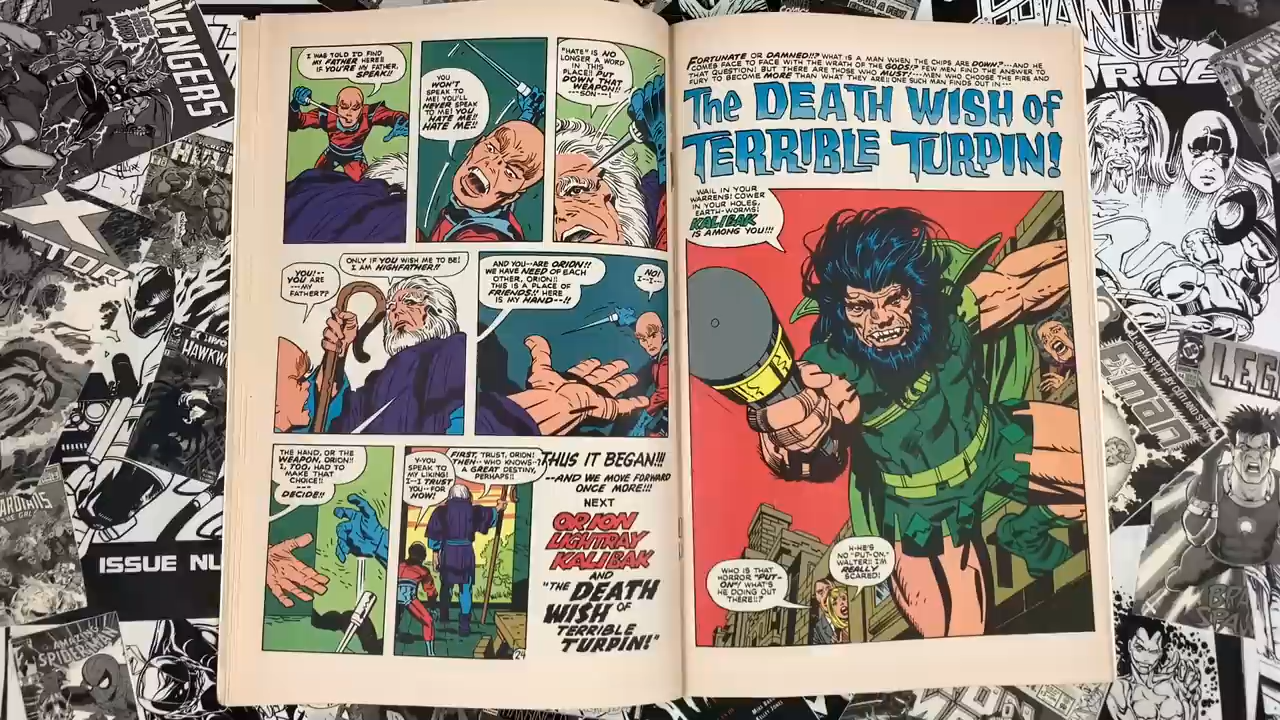 I WAS TOLD I'D FIND
MY FATHER HERE!!
IF YOU'RE MY FATHER,
SPEAK!!
YOU
WON'T
SPEAK TO
ME! YOU'LL
NEVER SPEAK
TO ME! YOU
HATE ME!!
HATE ME!!
"HATE" IS NO
LONGER A WORD
IN THIS
PLACE!! PUT
DOWN THAT
WEAPON!!
---SON---!
YOU!--
YOU ARE
---MY
FATHER??
ONLY IF YOU WISH ME TO BE!
I AM HIGHFATHER!!
AND YOU--ARE ORION!!
WE HAVE NEED OF EACH
OTHER, ORION!!
THIS IS A PLACE OF
FRIENDS!! HERE
IS MY HAND--!!
NO!
I--I---
THE HAND, OR THE
WEAPON, ORION!!
I, TOO, HAD TO
MAKE THAT
CHOICE!!
---
DECIDE!!
Y-YOU
SPEAK TO
MY LIKING!
I--I TRUST
YOU--FOR
NOW!
FIRST, TRUST, ORION!
THEN--WHO KNOWS--?
A GREAT DESTINY,
PERHAPS!!
THUS IT BEGAN!!!
--AND WE MOVE FORWARD
ONCE MORE!!!
NEXT
ORION
LIGHTRAY
KALIBAK
AND
"THE DEATH
WISH OF
TERRIBLE
TURPIN!"
24
FORTUNATE OR DAMNED!!? WHAT IS A MAN WHEN THE CHIPS ARE DOWN?---AND HE
COMES FACE TO FACE WITH THE WRATH OF THE GODS!? FEW MEN FIND THE ANSWER TO
THAT QUESTION! BUT THERE ARE THOSE WHO MUST!---MEN WHO CHOOSE THE FIRE AND
FURY TO BECOME MORE THAN WHAT THEY ARE! ONE SUCH MAN FINDS OUT IN---
The DEATH WISH of
TERRIBLE TURPIN!
WAIL IN YOUR
WARRENS! COWER
IN YOUR HOLES,
EARTH-WORMS!
KALIBAK
IS AMONG YOU!!!
WHO IS THAT
HORROR "PUT-
ON"? WHAT'S
HE DOING OUT
THERE!!?
H-HE'S
NO "PUT-ON,"
WALTER!! I'M
REALLY
SCARED!
AVENGERS
HAWKW
ISSUE NU
AMAZING
SPIDER-MAN
FORCE
ALL-NEW STUFF BY
OMAC
L.E.G.